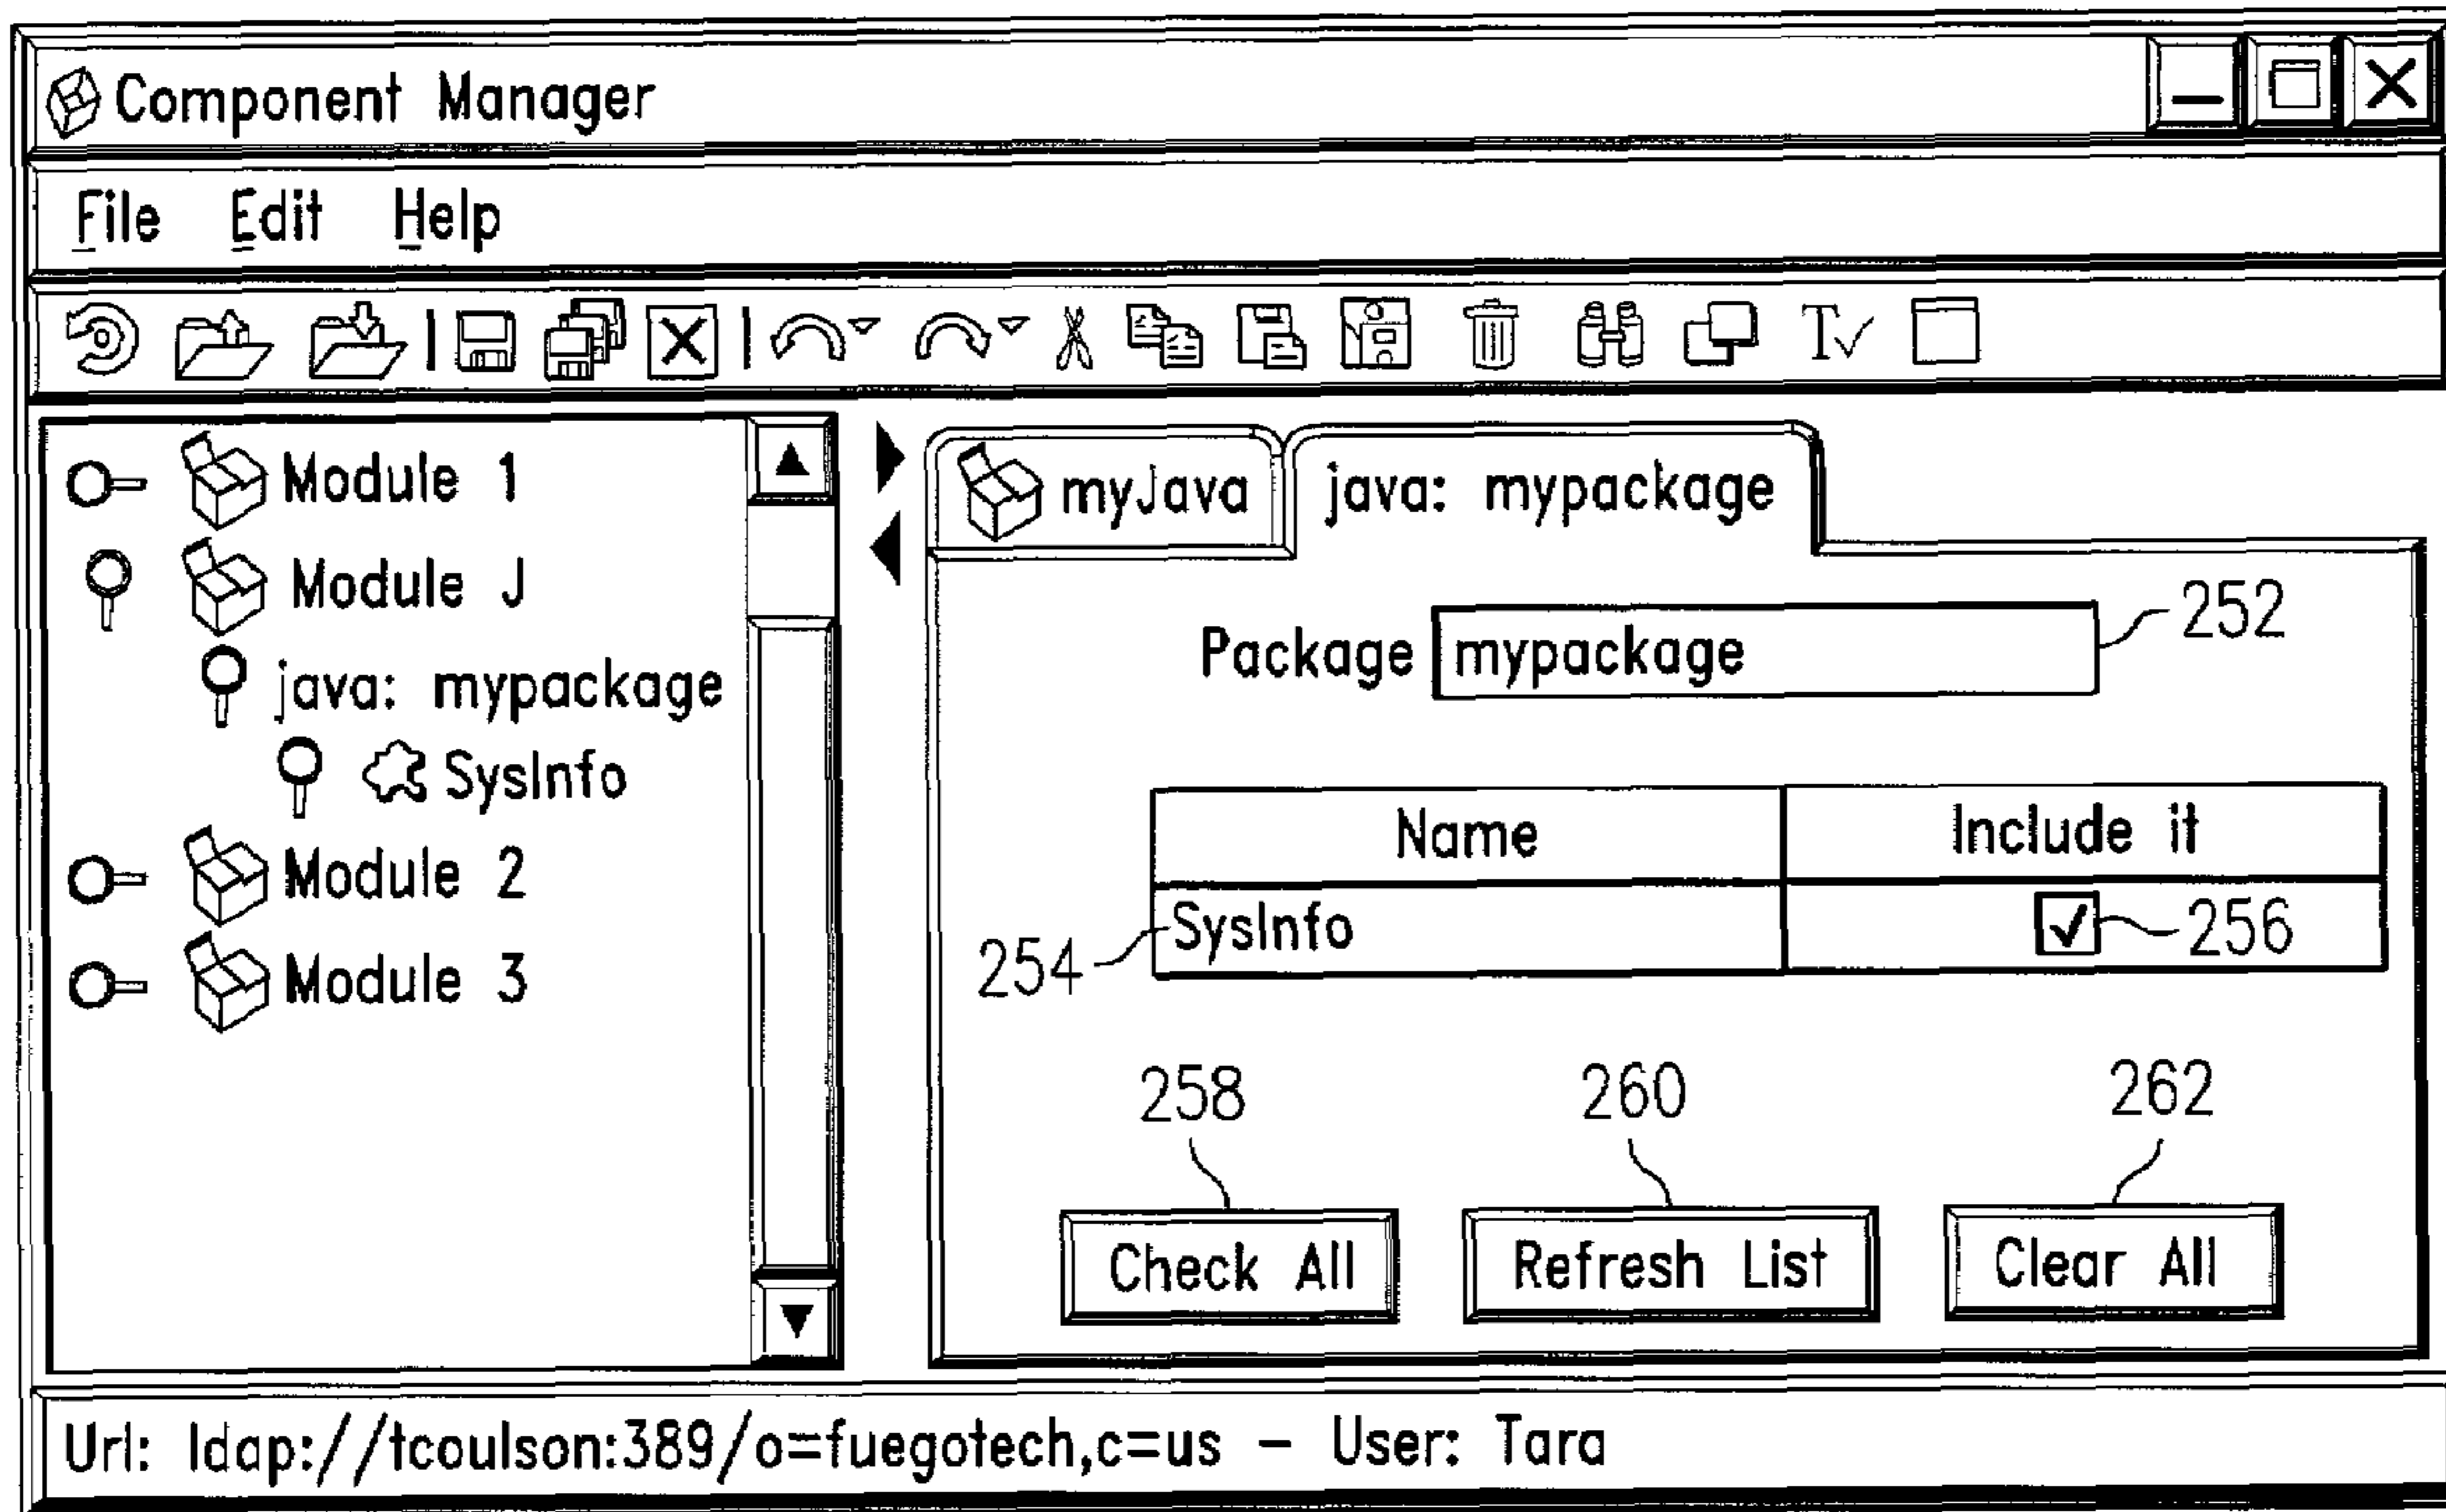 Component Manager
File Edit Help
Module 1
Module J
java: mypackage
SysInfo
Module 2
Module 3
myJava
java: mypackage
Package mypackage
252
Name Include it
SysInfo
254
256
258
260
262
Check All
Refresh List
Clear All
Url: ldap://tcoulson:389/o=fuegotech,c=us – User: Tara